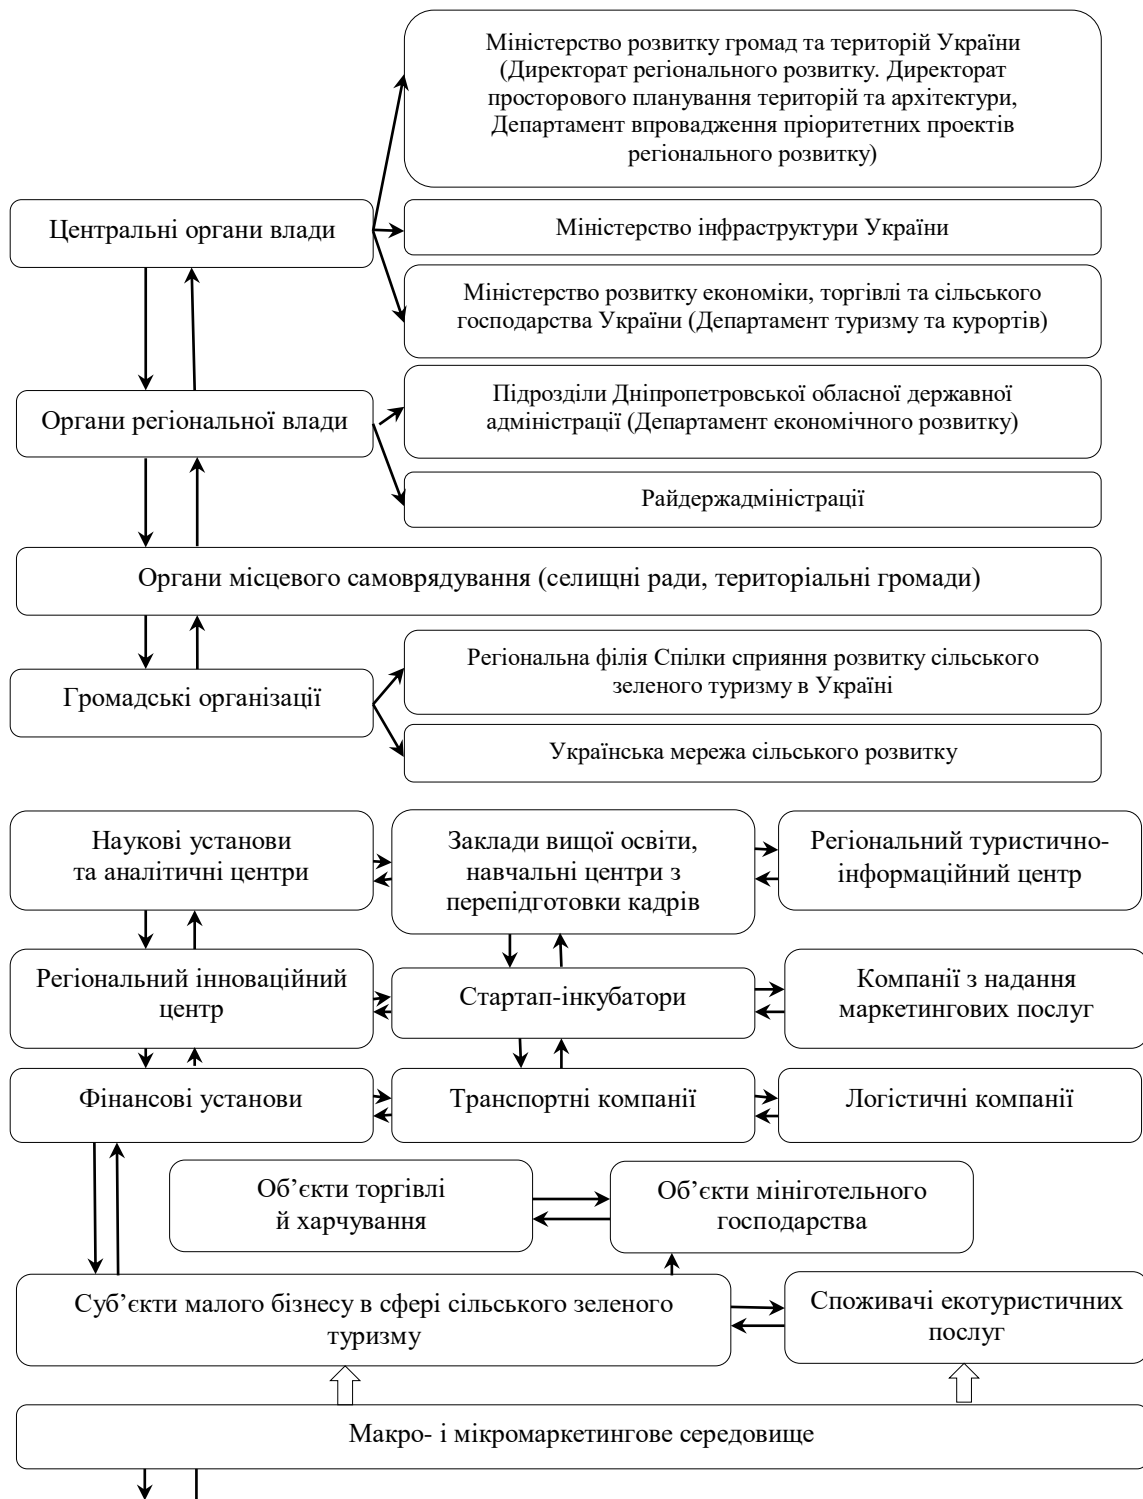 Міністерство розвитку громад та територій України
(Директорат регіонального розвитку. Директорат
просторового планування територій та архітектури,
Департамент впровадження пріоритетних проектів
регіонального розвитку)
Центральні органи влади
Міністерство інфраструктури України
Міністерство розвитку економіки, торгівлі та сільського
господарства України (Департамент туризму та курортів)
Органи регіональної влади
Підрозділи Дніпропетровської обласної державної
адміністрації (Департамент економічного розвитку)
Райдержадміністрації
Органи місцевого самоврядування (селищні ради, територіальні громади)
Громадські організації
Регіональна філія Спілки сприяння розвитку сільського
зеленого туризму в Україні
Українська мережа сільського розвитку
Наукові установи
та аналітичні центри
Заклади вищої освіти,
навчальні центри з
перепідготовки кадрів
Регіональний туристично-
інформаційний центр
Регіональний інноваційний
центр
Стартап-інкубатори
Компанії з надання
маркетингових послуг
Фінансові установи
Транспортні компанії
Логістичні компанії
Об’єкти торгівлі
й харчування
Об’єкти мініготельного
господарства
Суб’єкти малого бізнесу в сфері сільського зеленого
туризму
Споживачі екотуристичних
послуг
Макро- і мікромаркетингове середовище